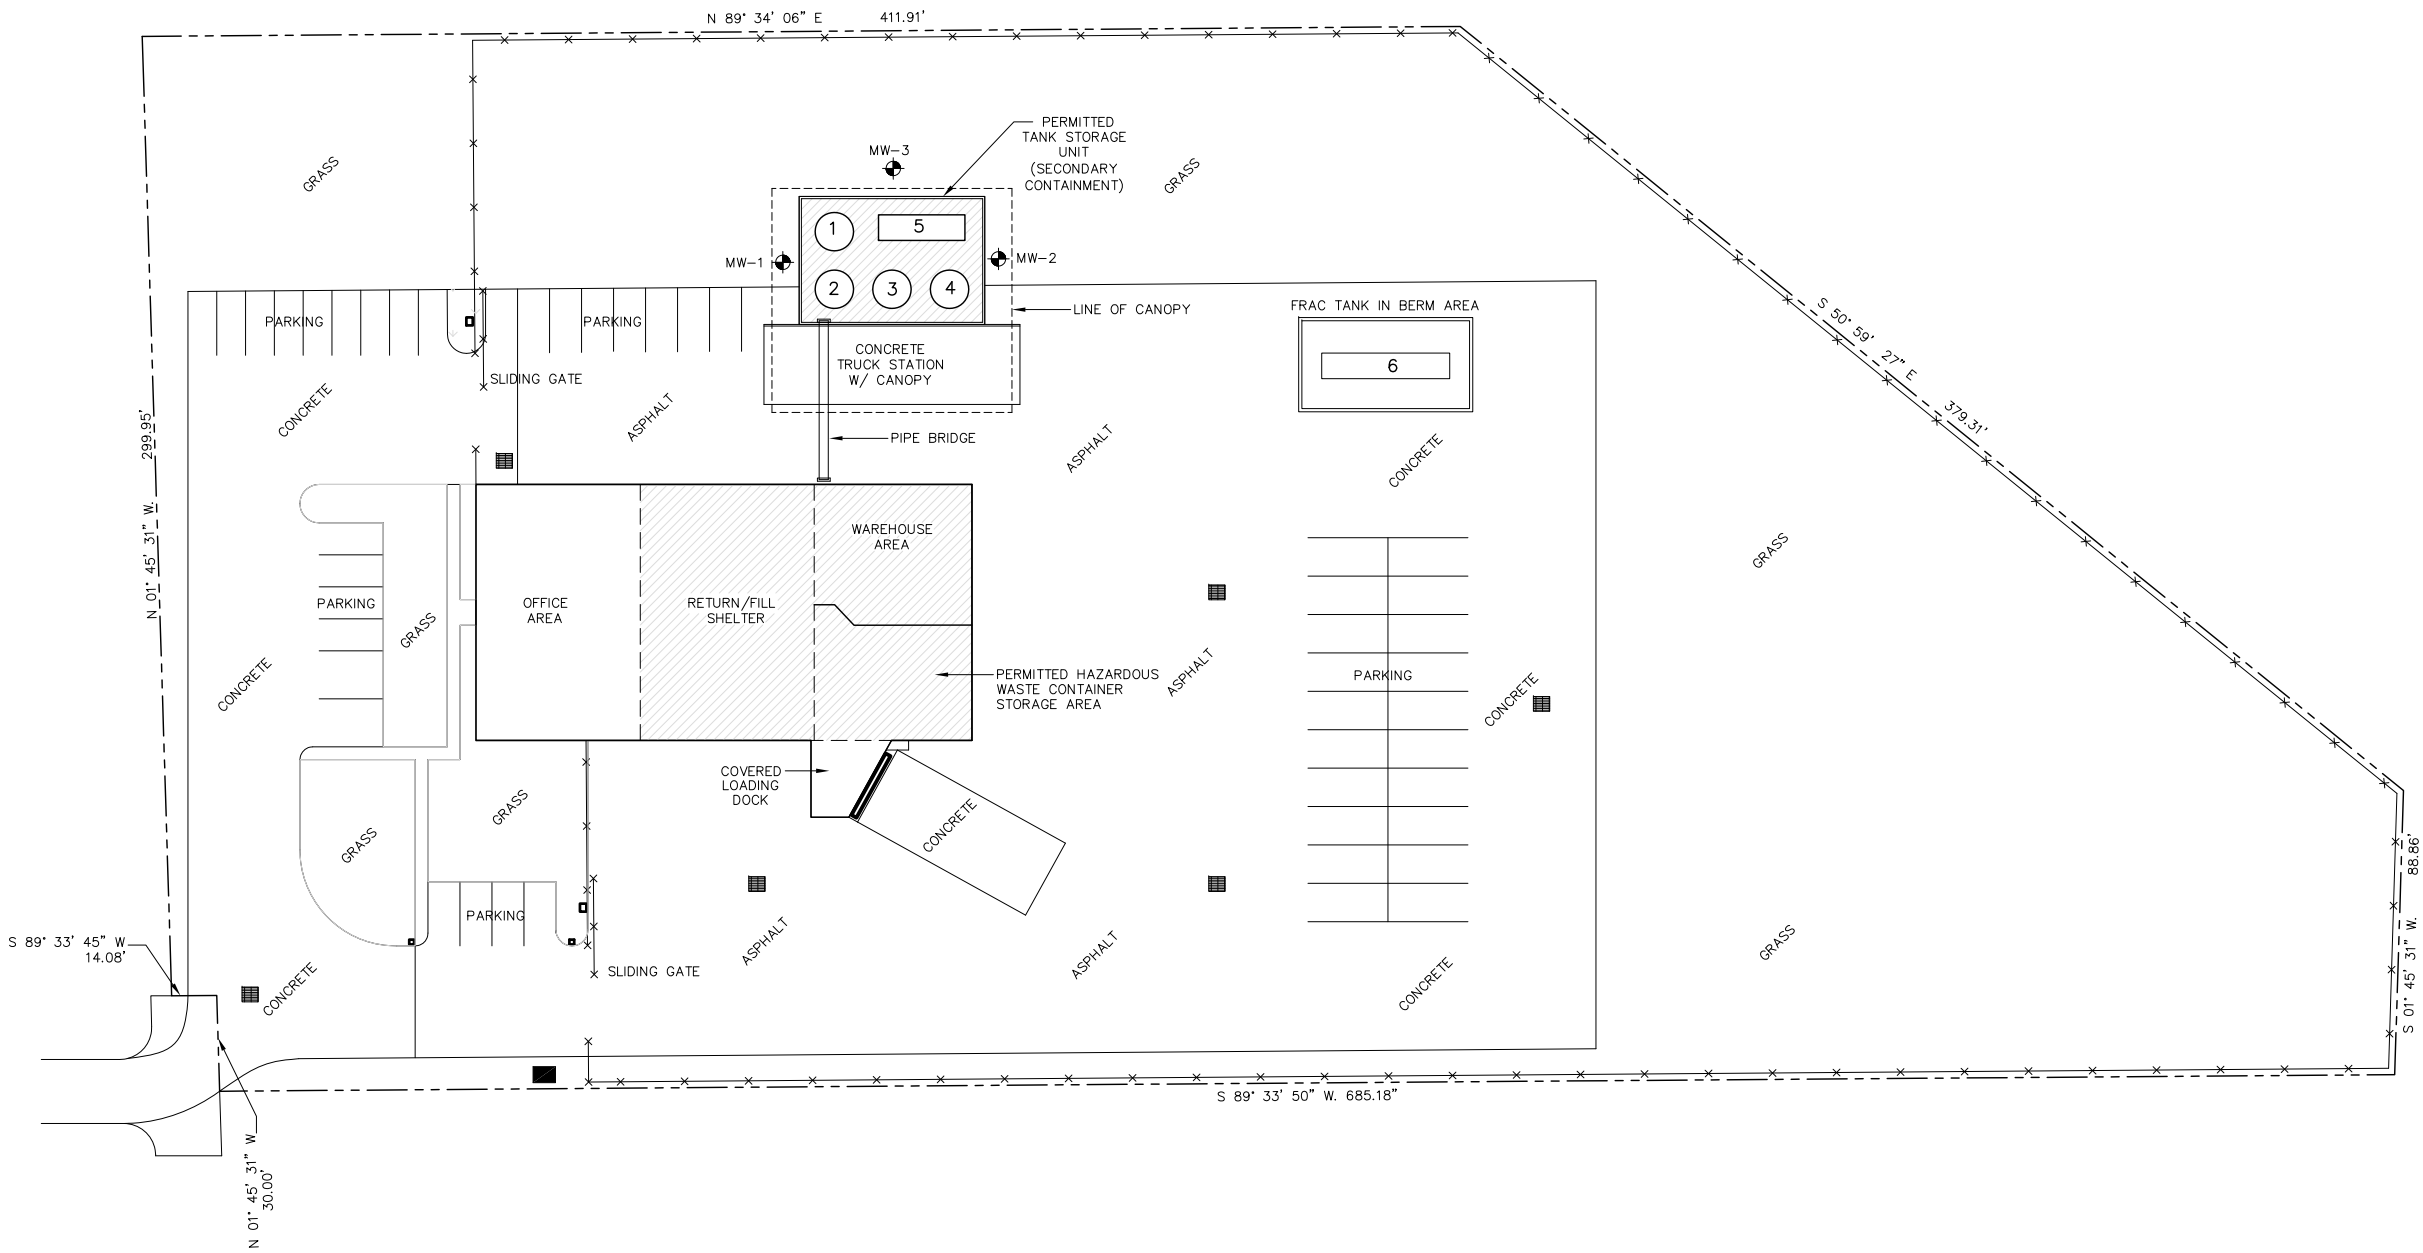 N 89° 34' 06" E 411.91'
PERMITTED
TANK STORAGE
UNIT
(SECONDARY
CONTAINMENT)
MW-3
GRASS
GRASS
1
5
MW-1
MW-2
2
3
4
LINE OF CANOPY
FRAC TANK IN BERM AREA
6
PARKING
PARKING
CONCRETE
TRUCK STATION
W/ CANOPY
SLIDING GATE
S 50° 59' 27" E
379.31'
299.95'
N 01° 45' 31" W.
CONCRETE
ASPHALT
PIPE BRIDGE
ASPHALT
CONCRETE
WAREHOUSE
AREA
GRASS
PARKING
GRASS
OFFICE
AREA
RETURN/FILL
SHELTER
CONCRETE
PERMITTED HAZARDOUS
WASTE CONTAINER
STORAGE AREA
ASPHALT
PARKING
CONCRETE
COVERED
LOADING
DOCK
GRASS
GRASS
CONCRETE
88.86'
S 01° 45' 31" W.
PARKING
S 89° 33' 45" W
14.08'
ASPHALT
ASPHALT
GRASS
SLIDING GATE
CONCRETE
CONCRETE
S 89° 33' 50" W. 685.18"
N 01° 45' 31" W
30.00'